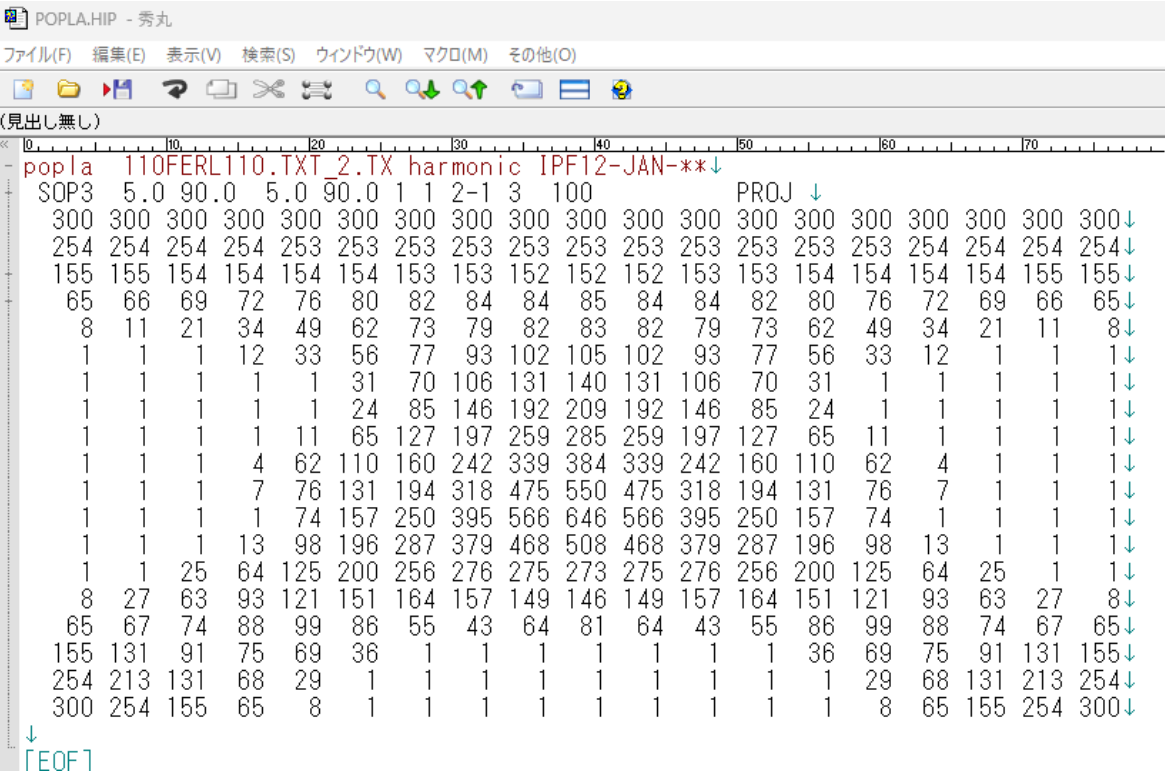 POPLA.HIP - 秀丸
ファイル(F) 編集(E) 表示(V) 検索(S) ウィンドウ(W) マクロ(M) その他(O)
(見出し無し)
0 10 20 30 40 50 60 70
popla  110FERL110.TXT_2.TX harmonic IPF12-JAN-**↓
 SOP3  5.0 90.0  5.0 90.0 1 1 2-1 3  100          PROJ ↓
  300 300 300 300 300 300 300 300 300 300 300 300 300 300 300 300 300 300 300↓
  254 254 254 254 253 253 253 253 253 253 253 253 253 253 253 254 254 254 254↓
  155 155 154 154 154 154 153 153 152 152 152 153 153 154 154 154 154 155 155↓
   65  66  69  72  76  80  82  84  84  85  84  84  82  80  76  72  69  66  65↓
    8  11  21  34  49  62  73  79  82  83  82  79  73  62  49  34  21  11   8↓
    1   1   1  12  33  56  77  93 102 105 102  93  77  56  33  12   1   1   1↓
    1   1   1   1   1  31  70 106 131 140 131 106  70  31   1   1   1   1   1↓
    1   1   1   1   1  24  85 146 192 209 192 146  85  24   1   1   1   1   1↓
    1   1   1   1  11  65 127 197 259 285 259 197 127  65  11   1   1   1   1↓
    1   1   1   4  62 110 160 242 339 384 339 242 160 110  62   4   1   1   1↓
    1   1   1   7  76 131 194 318 475 550 475 318 194 131  76   7   1   1   1↓
    1   1   1   1  74 157 250 395 566 646 566 395 250 157  74   1   1   1   1↓
    1   1   1  13  98 196 287 379 468 508 468 379 287 196  98  13   1   1   1↓
    1   1  25  64 125 200 256 276 275 273 275 276 256 200 125  64  25   1   1↓
    8  27  63  93 121 151 164 157 149 146 149 157 164 151 121  93  63  27   8↓
   65  67  74  88  99  86  55  43  64  81  64  43  55  86  99  88  74  67  65↓
  155 131  91  75  69  36   1   1   1   1   1   1   1  36  69  75  91 131 155↓
  254 213 131  68  29   1   1   1   1   1   1   1   1   1  29  68 131 213 254↓
  300 254 155  65   8   1   1   1   1   1   1   1   1   1   8  65 155 254 300↓
↓
[EOF]